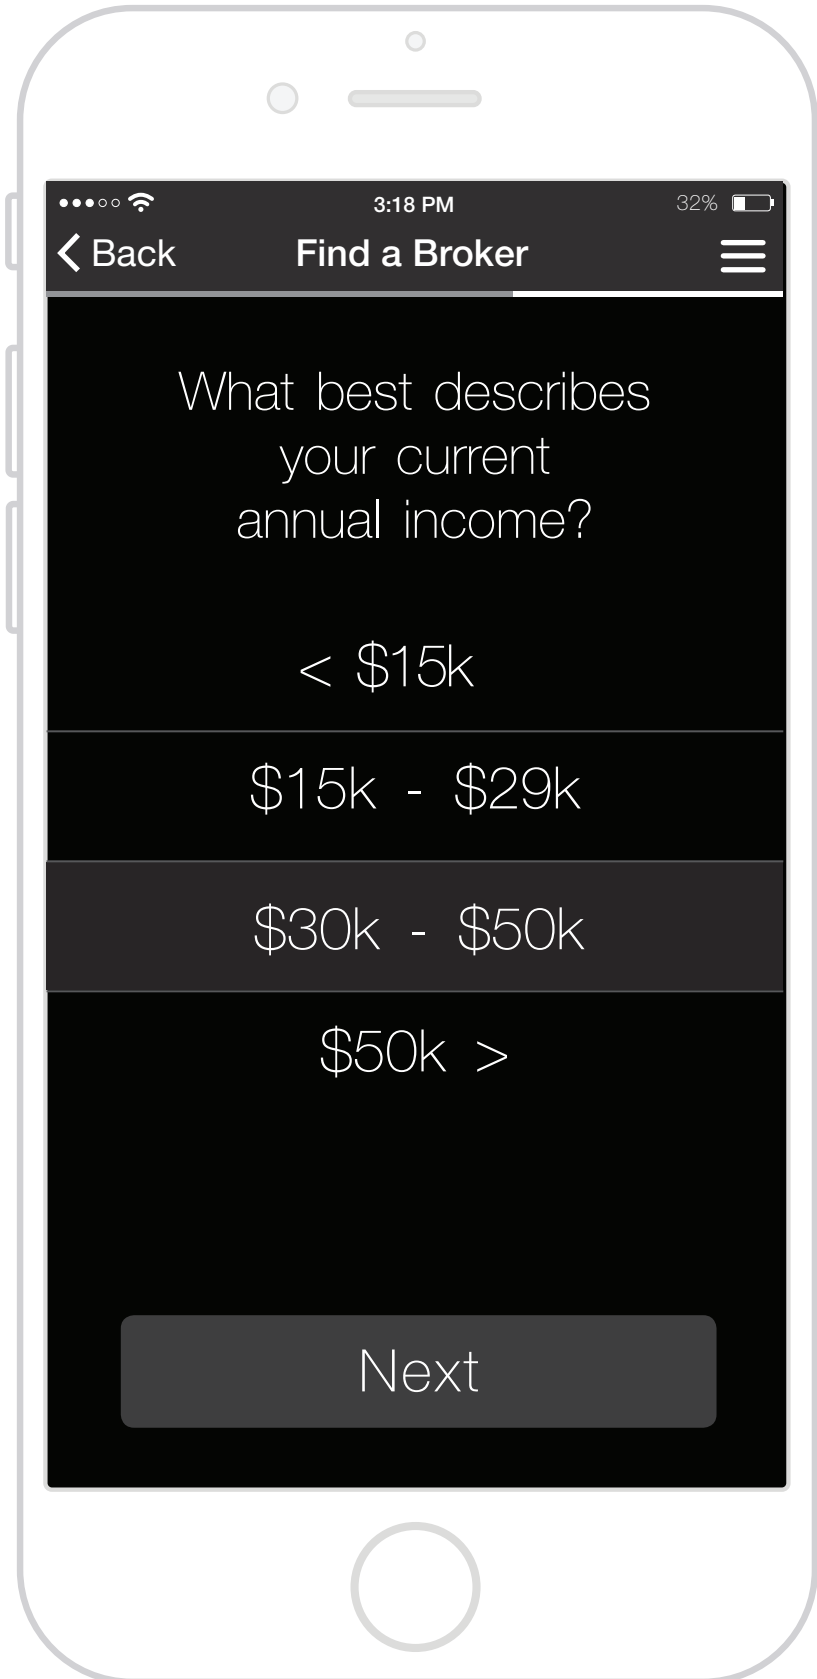 3:18 PM 32%
Back Find a Broker
What best describes
your current
annual income?
< $15k
$15k - $29k
$30k - $50k
$50k >
Next